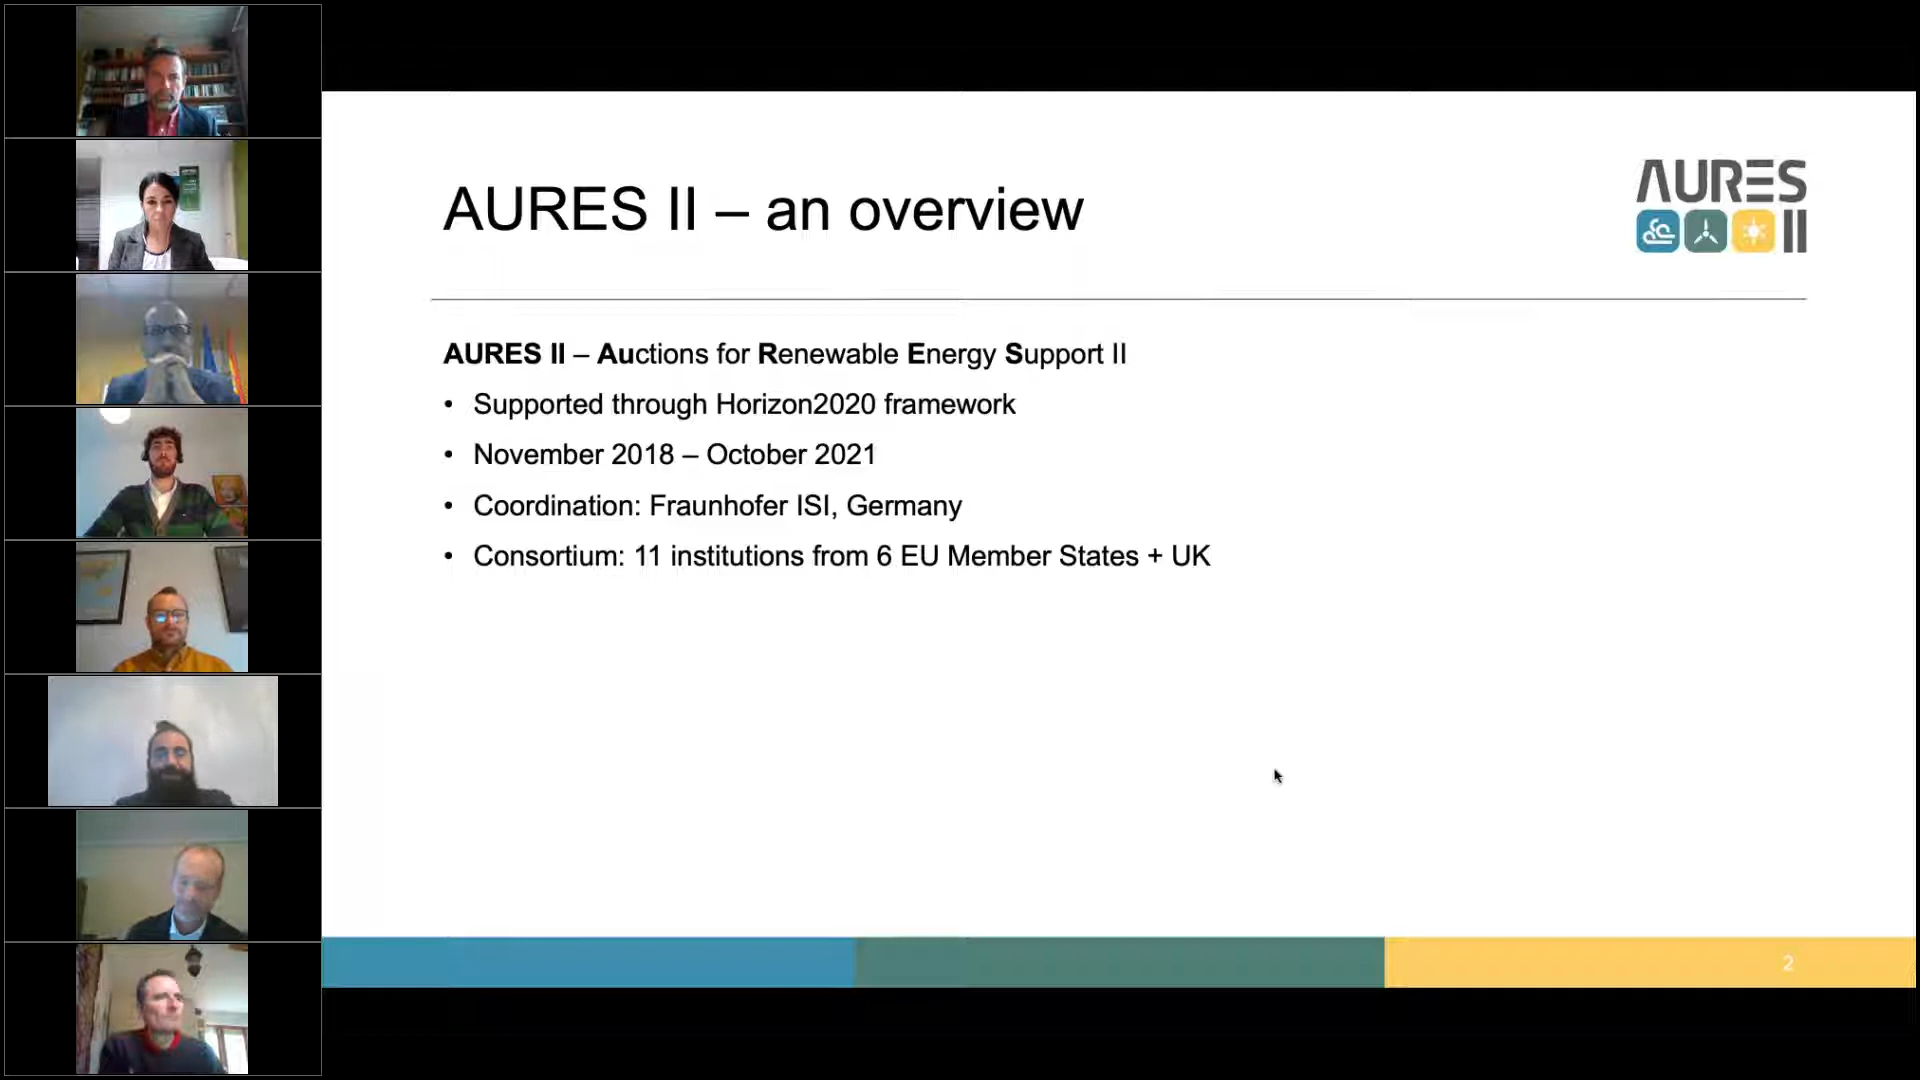 AURES II – an overview
AURES
II
AURES II – Auctions for Renewable Energy Support II
• Supported through Horizon2020 framework
• November 2018 – October 2021
• Coordination: Fraunhofer ISI, Germany
• Consortium: 11 institutions from 6 EU Member States + UK
2